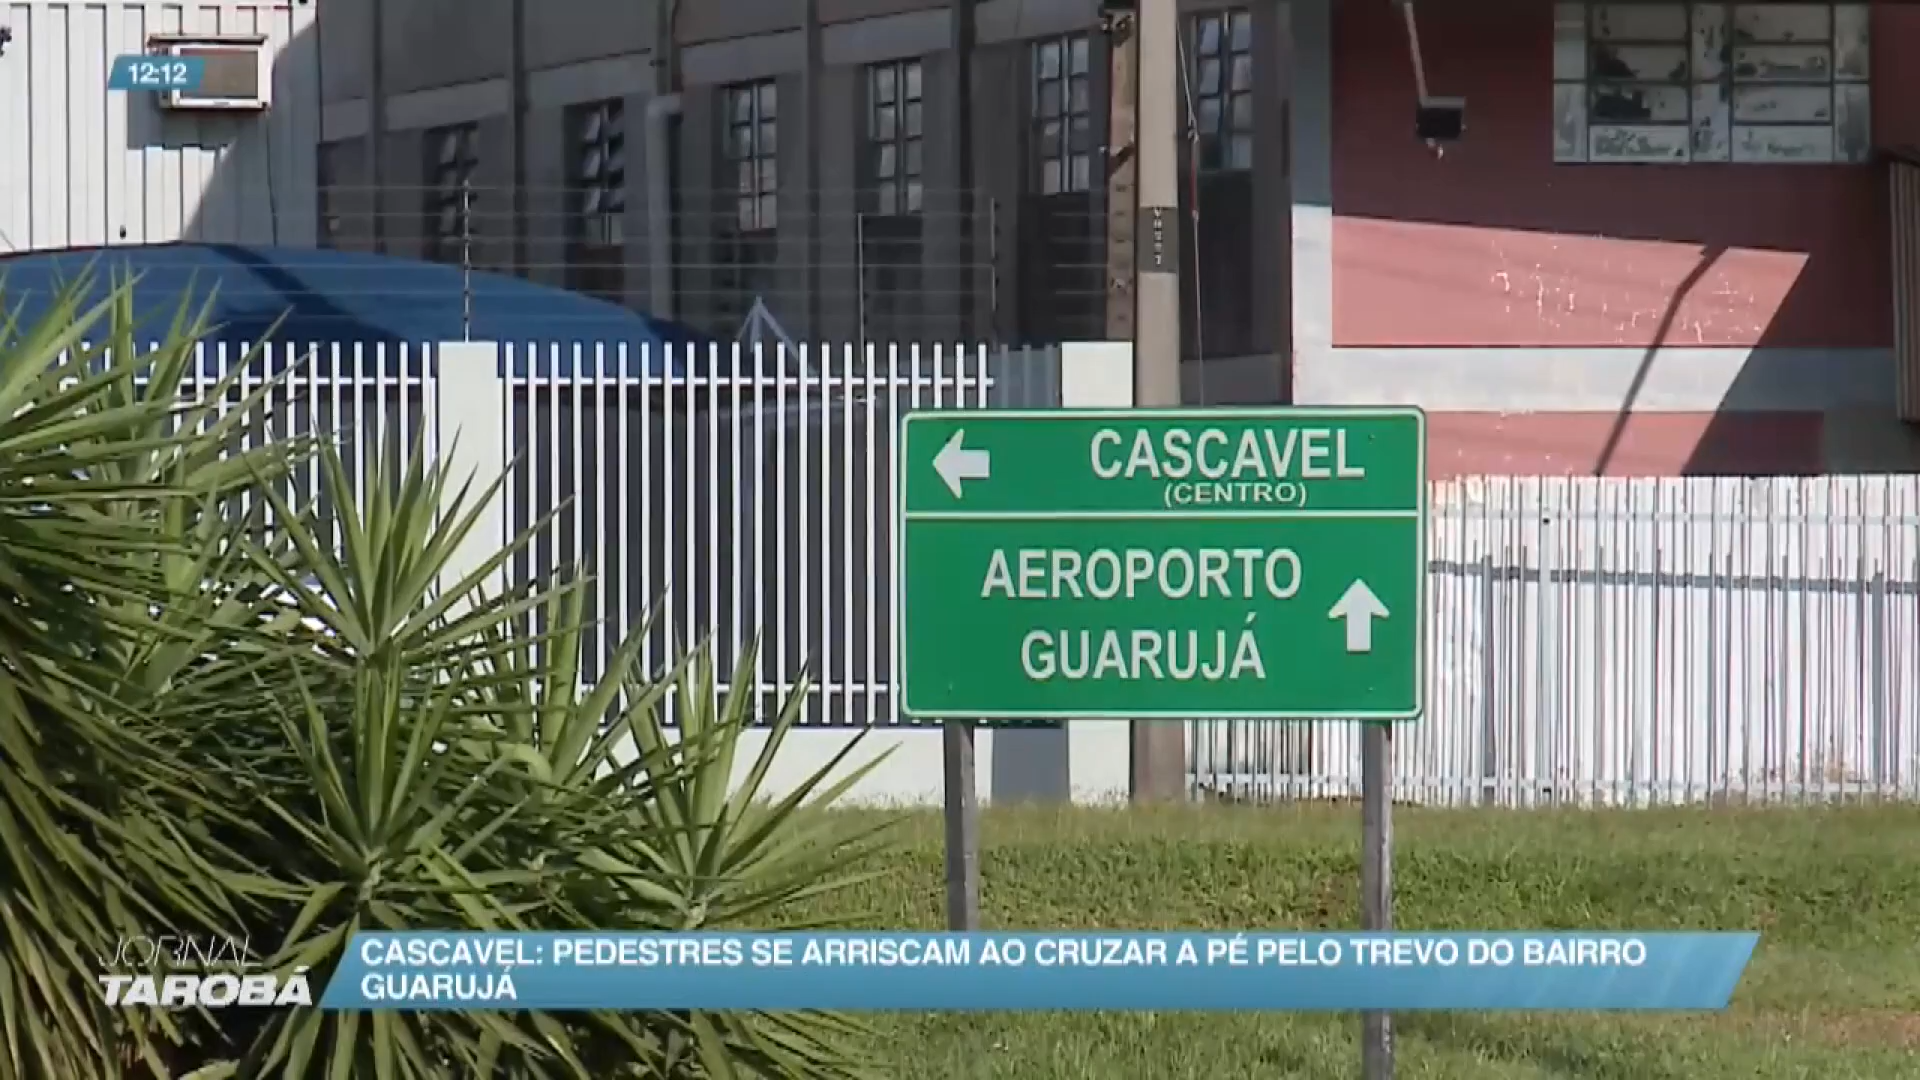 12:12
CASCAVEL
(CENTRO)
AEROPORTO
GUARUJÁ
JORNAL
TAROBÁ
CASCAVEL: PEDESTRES SE ARRISCAM AO CRUZAR A PÉ PELO TREVO DO BAIRRO
GUARUJÁ